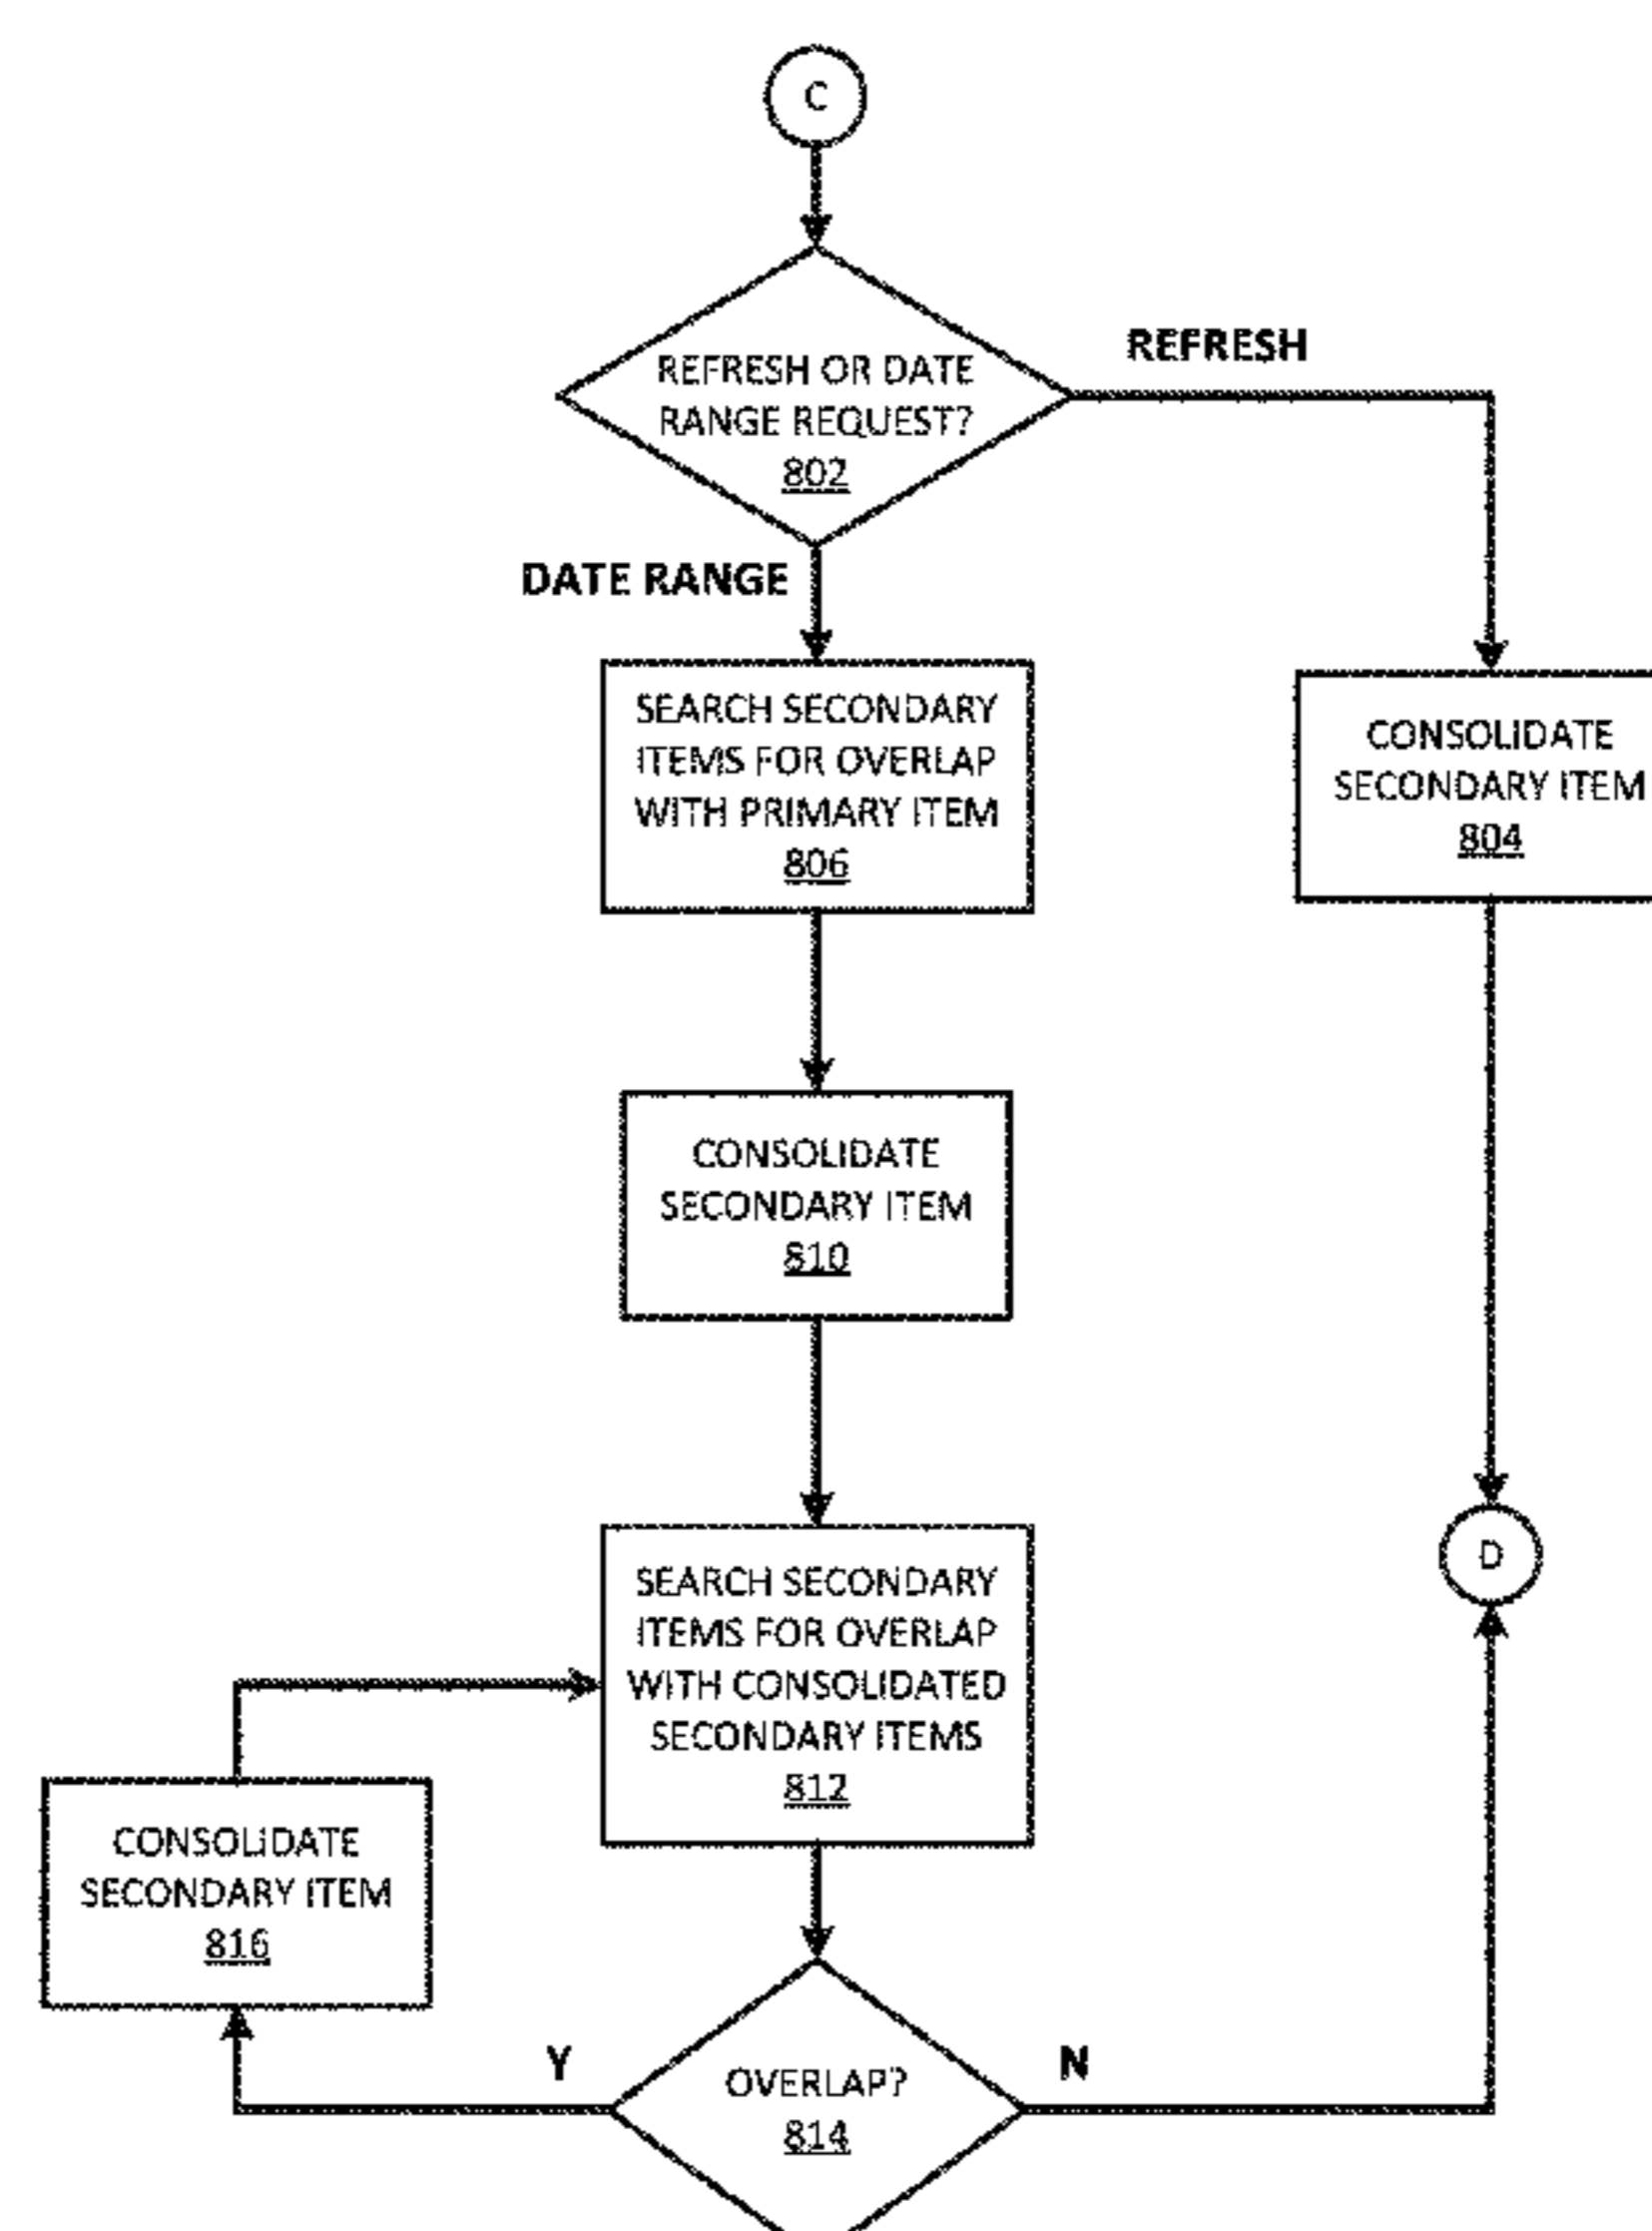 C
REFRESH OR DATE
RANGE REQUEST?
802
REFRESH
DATE RANGE
SEARCH SECONDARY
ITEMS FOR OVERLAP
WITH PRIMARY ITEM
806
CONSOLIDATE
SECONDARY ITEM
804
CONSOLIDATE
SECONDARY ITEM
810
SEARCH SECONDARY
ITEMS FOR OVERLAP
WITH CONSOLIDATED
SECONDARY ITEMS
812
D
CONSOLIDATE
SECONDARY ITEM
816
Y
OVERLAP?
814
N